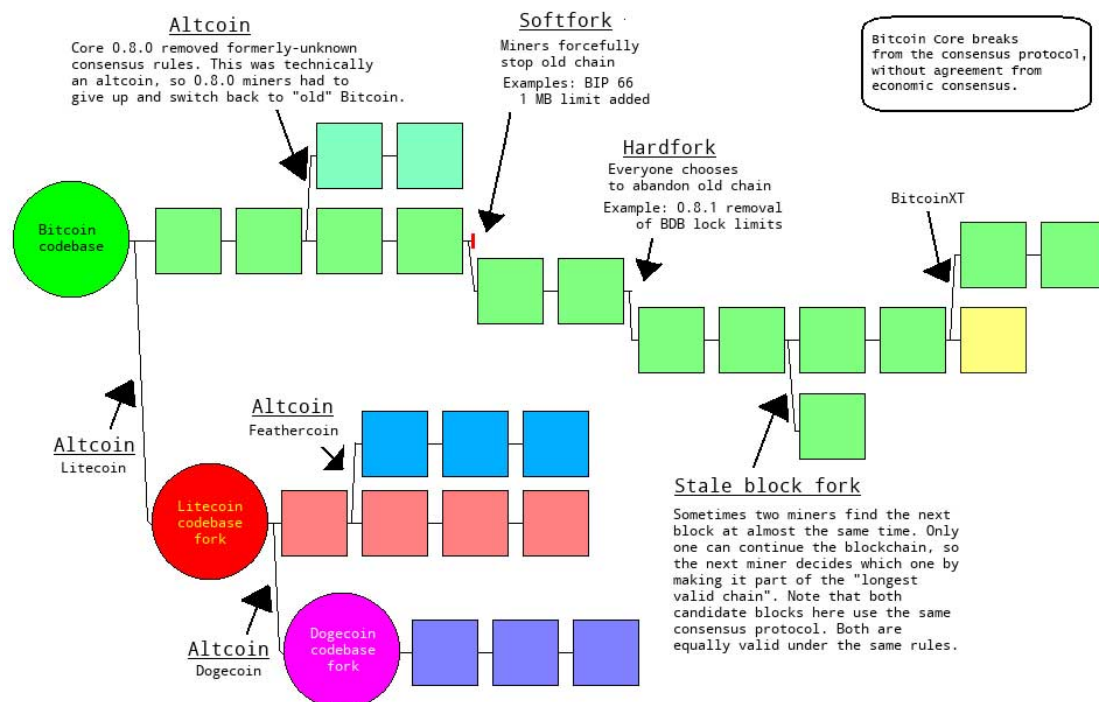 Altcoin
Core 0.8.0 removed formerly-unknown
consensus rules. This was technically
an altcoin, so 0.8.0 miners had to
give up and switch back to "old" Bitcoin.
Softfork
Miners forcefully
stop old chain
Examples: BIP 66
1 MB limit added
Bitcoin Core breaks
from the consensus protocol,
without agreement from
economic consensus.
Hardfork
Everyone chooses
to abandon old chain
Example: 0.8.1 removal
of BDB lock limits
BitcoinXT
Bitcoin
codebase
Altcoin
Litecoin
Altcoin
Feathercoin
Litecoin
codebase
fork
Stale block fork
Sometimes two miners find the next
block at almost the same time. Only
one can continue the blockchain, so
the next miner decides which one by
making it part of the "longest
valid chain". Note that both
candidate blocks here use the same
consensus protocol. Both are
equally valid under the same rules.
Altcoin
Dogecoin
Dogecoin
codebase
fork